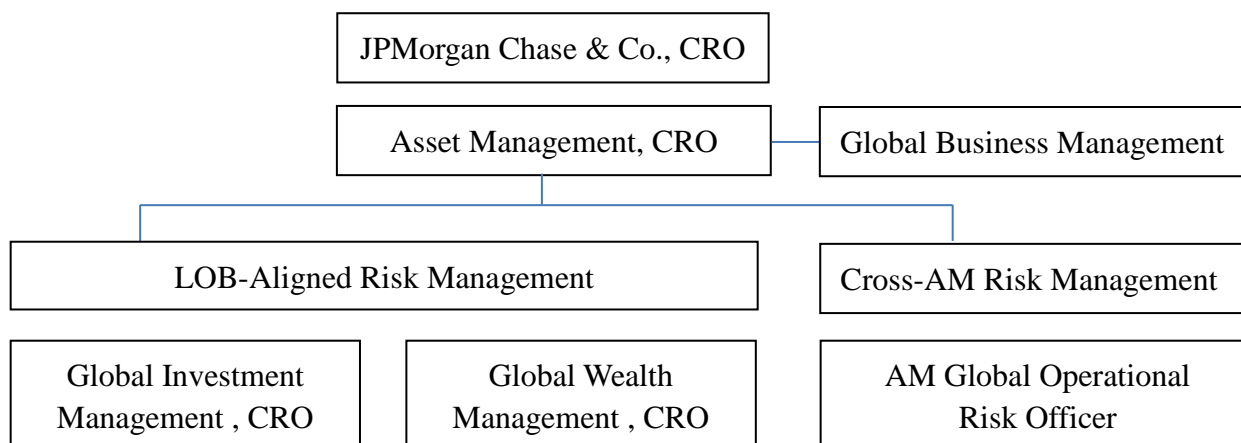 JPMorgan Chase & Co., CRO
Asset Management, CRO
Global Business Management
LOB-Aligned Risk Management
Cross-AM Risk Management
Global Investment
Management , CRO
Global Wealth
Management , CRO
AM Global Operational
Risk Officer